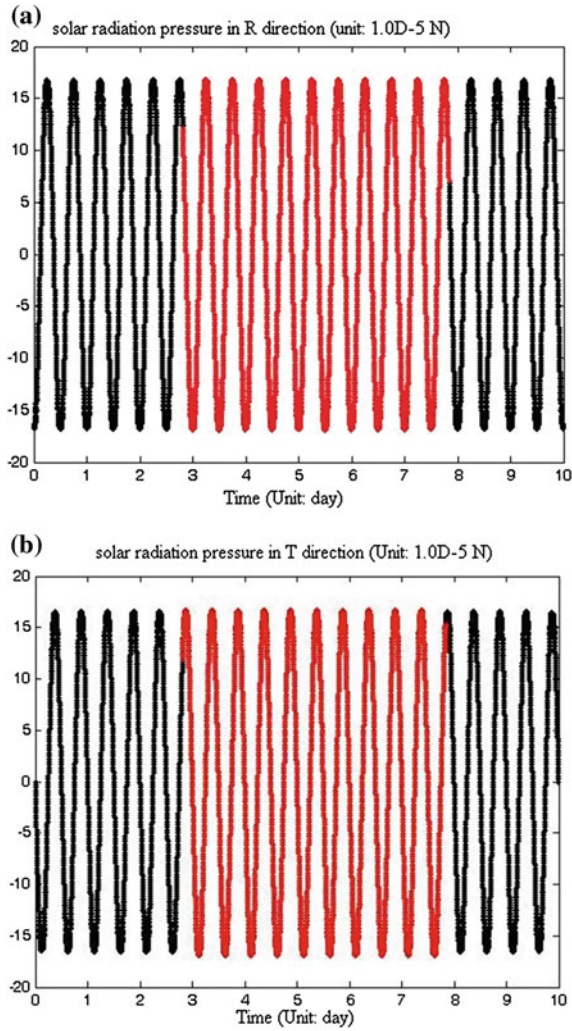 (a)
solar radiation pressure in R direction (unit: 1.0D-5 N)
20
15
10
5
0
-5
-10
-15
-20
0 1 2 3 4 5 6 7 8 9 10
Time (Unit: day)
(b)
solar radiation pressure in T direction (Unit: 1.0D-5 N)
20
15
10
5
0
-5
-10
-15
-20
0 1 2 3 4 5 6 7 8 9 10
Time (Unit: day)